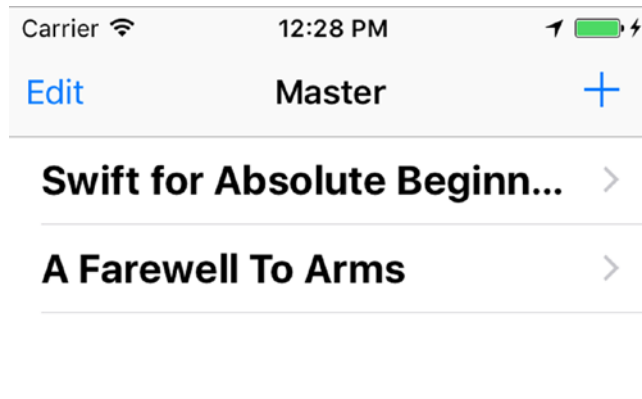 Carrier 12:28 PM
Edit Master +
Swift for Absolute Beginn...
A Farewell To Arms